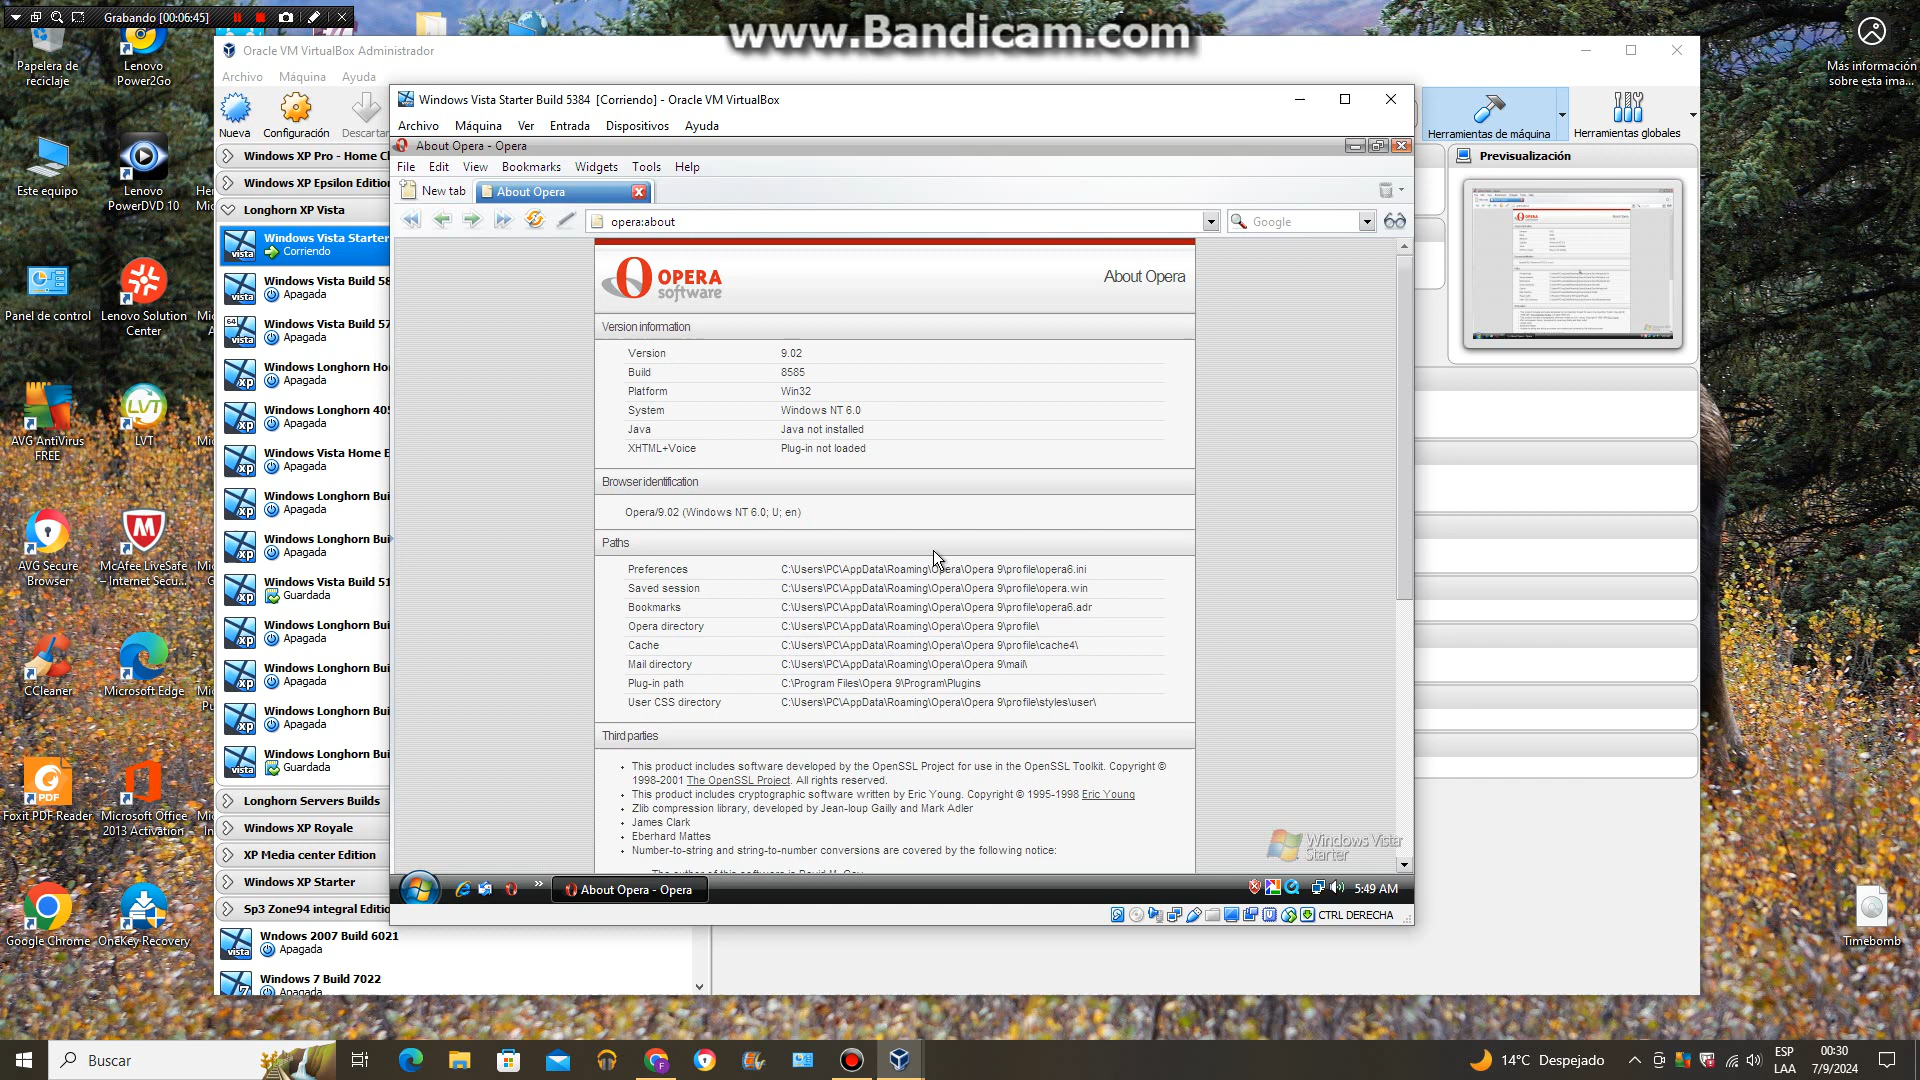 Grabando [00:06:45]
www.Bandicam.com
Papelera de
reciclaje
Lenovo
Power2Go
Más información
sobre esta ima...
Este equipo
Lenovo
PowerDVD 10
Panel de control
Lenovo Solution
Center
AVG AntiVirus
FREE
LVT
AVG Secure
Browser
McAfee LiveSafe
– Internet Secu...
CCleaner
Microsoft Edge
Foxit PDF Reader
Microsoft Office
2013 Activation
Google Chrome
OneKey Recovery
Timebomb
Oracle VM VirtualBox Administrador
Archivo Máquina Ayuda
Nueva
Configuración
Descartar
Herramientas de máquina
Herramientas globales
Windows XP Pro - Home Cl
Windows XP Epsilon Edition
Longhorn XP Vista
Windows Vista Starter
Corriendo
Windows Vista Build 58
Apagada
Windows Vista Build 57
Apagada
Windows Longhorn Ho
Apagada
Windows Longhorn 405
Apagada
Windows Vista Home E
Apagada
Windows Longhorn Bui
Apagada
Windows Longhorn Bui
Apagada
Windows Vista Build 51
Guardada
Windows Longhorn Bui
Apagada
Windows Longhorn Bui
Apagada
Windows Longhorn Bui
Apagada
Windows Longhorn Bui
Guardada
Longhorn Servers Builds
Windows XP Royale
XP Media center Edition
Windows XP Starter
Sp3 Zone94 integral Editio
Wndows 2007 Build 6021
Apagada
Windows 7 Build 7022
Apagada
Previsualización
Windows Vista Starter Build 5384 [Corriendo] - Oracle VM VirtualBox
Archivo Máquina Ver Entrada Dispositivos Ayuda
About Opera - Opera
File Edit View Bookmarks Widgets Tools Help
New tab About Opera
opera:about
Google
OPERA
software
About Opera
Version information
Version 9.02
Build 8585
Platform Win32
System Windows NT 6.0
Java Java not installed
XHTML+Voice Plug-in not loaded
Browser identification
Opera/9.02 (Windows NT 6.0; U; en)
Paths
Preferences C:\Users\PC\AppData\Roaming\Opera\Opera 9\profile\opera6.ini
Saved session C:\Users\PC\AppData\Roaming\Opera\Opera 9\profile\opera.win
Bookmarks C:\Users\PC\AppData\Roaming\Opera\Opera 9\profile\opera6.adr
Opera directory C:\Users\PC\AppData\Roaming\Opera\Opera 9\profile\
Cache C:\Users\PC\AppData\Roaming\Opera\Opera 9\profile\cache4\
Mail directory C:\Users\PC\AppData\Roaming\Opera\Opera 9\mail\
Plug-in path C:\Program Files\Opera 9\Program\Plugins
User CSS directory C:\Users\PC\AppData\Roaming\Opera\Opera 9\profile\styles\user\
Third parties
• This product includes software developed by the OpenSSL Project for use in the OpenSSL Toolkit. Copyright ©
1998-2001 The OpenSSL Project. All rights reserved.
• This product includes cryptographic software written by Eric Young. Copyright © 1995-1998 Eric Young
• Zlib compression library, developed by Jean-loup Gailly and Mark Adler
• James Clark
• Eberhard Mattes
• Number-to-string and string-to-number conversions are covered by the following notice:
Windows Vista
Starter
About Opera - Opera
5:49 AM
CTRL DERECHA
Buscar
14°C Despejado
ESP
LAA
00:30
7/9/2024